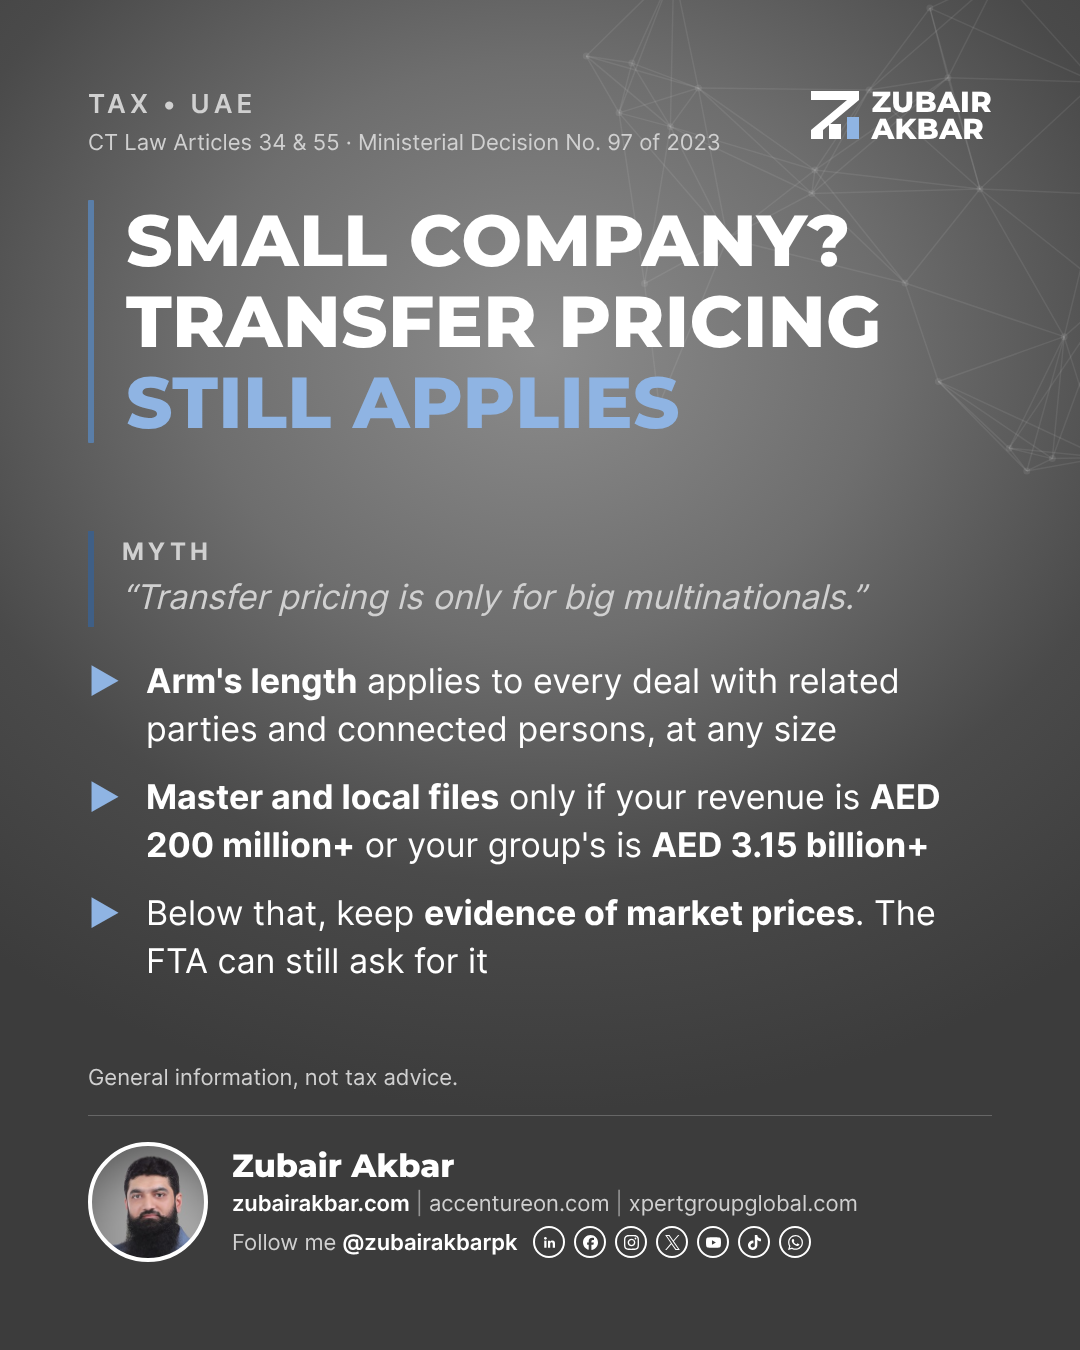 TAX • UAE
CT Law Articles 34 & 55 · Ministerial Decision No. 97 of 2023
ZUBAIR
AKBAR
SMALL COMPANY?
TRANSFER PRICING
STILL APPLIES
MYTH
“Transfer pricing is only for big multinationals.”
Arm's length applies to every deal with related
parties and connected persons, at any size
Master and local files only if your revenue is AED
200 million+ or your group's is AED 3.15 billion+
Below that, keep evidence of market prices. The
FTA can still ask for it
General information, not tax advice.
Zubair Akbar
zubairakbar.com | accentureon.com | xpertgroupglobal.com
Follow me @zubairakbarpk